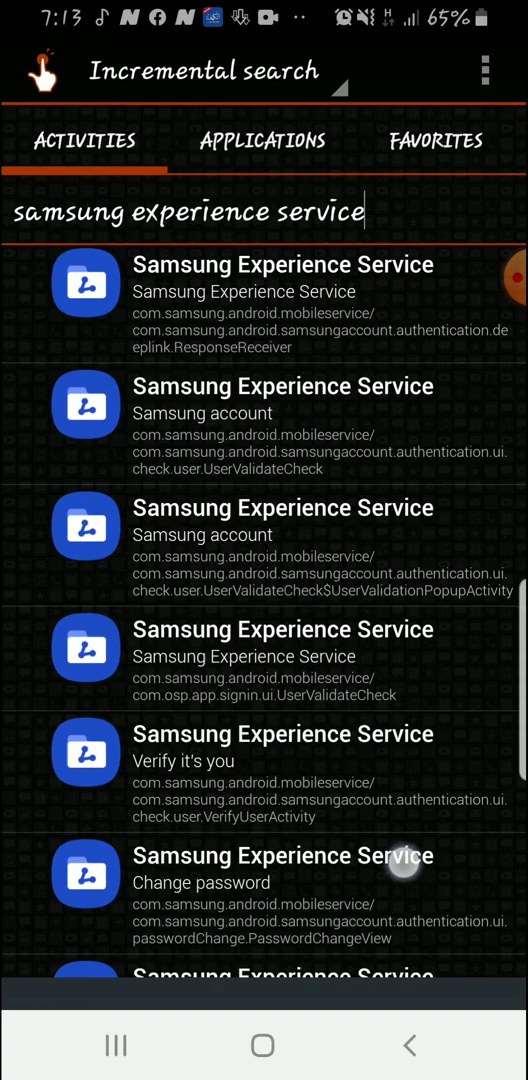 7:13 65%
Incremental search
ACTIVITIES APPLICATIONS FAVORITES
samsung experience service
Samsung Experience Service
Samsung Experience Service
com.samsung.android.mobileservice/
com.samsung.android.samsungaccount.authentication.de
eplink.ResponseReceiver
Samsung Experience Service
Samsung account
com.samsung.android.mobileservice/
com.samsung.android.samsungaccount.authentication.ui.
check.user.UserValidateCheck
Samsung Experience Service
Samsung account
com.samsung.android.mobileservice/
com.samsung.android.samsungaccount.authentication.ui.
check.user.UserValidateCheck$UserValidationPopupActivity
Samsung Experience Service
Samsung Experience Service
com.samsung.android.mobileservice/
com.osp.app.signin.ui.UserValidateCheck
Samsung Experience Service
Verify it's you
com.samsung.android.mobileservice/
com.samsung.android.samsungaccount.authentication.ui.
check.user.VerifyUserActivity
Samsung Experience Service
Change password
com.samsung.android.mobileservice/
com.samsung.android.samsungaccount.authentication.ui.
passwordChange.PasswordChangeView
Samsung Experience Service